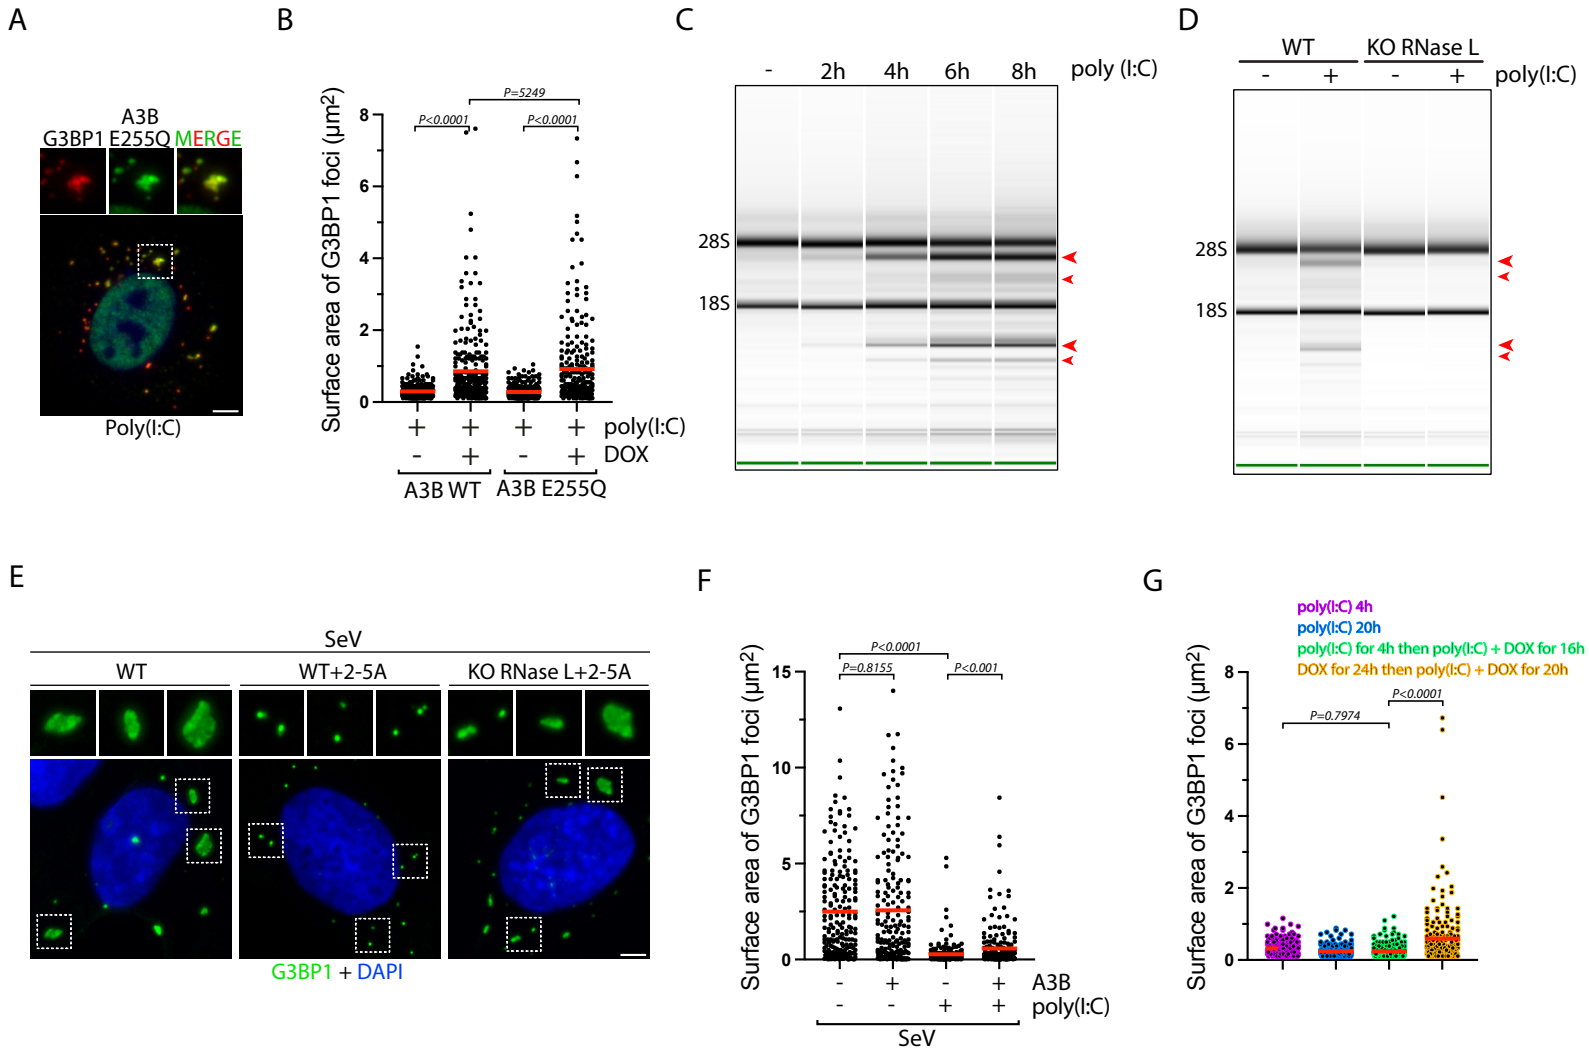 A
A3B
G3BP1 E255Q MERGE
Poly(I:C)
B
Surface area of G3BP1 foci (µm²)
8
6
4
2
0
P=5249
P<0.0001
P<0.0001
+ + + + poly(I:C)
- + - + DOX
A3B WT A3B E255Q
C
- 2h 4h 6h 8h poly (I:C)
28S
18S
D
WT KO RNase L
- + - + poly(I:C)
28S
18S
E
SeV
WT WT+2-5A KO RNase L+2-5A
G3BP1 + DAPI
F
Surface area of G3BP1 foci (µm²)
15
10
5
0
P<0.0001
P=0.8155 P<0.001
- + - + A3B
- - + + poly(I:C)
SeV
G
poly(I:C) 4h
poly(I:C) 20h
poly(I:C) for 4h then poly(I:C) + DOX for 16h
DOX for 24h then poly(I:C) + DOX for 20h
Surface area of G3BP1 foci (µm²)
8
6
4
2
0
P<0.0001
P=0.7974